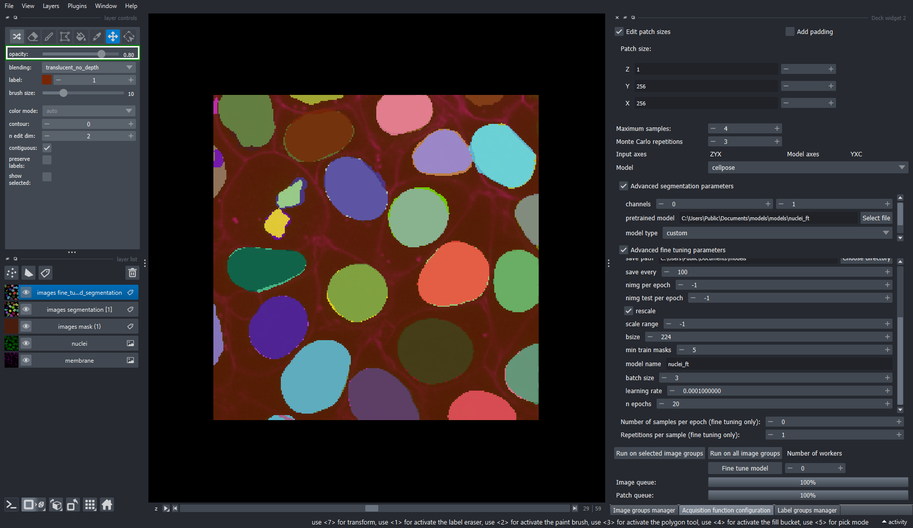 File View Layers Plugins Window Help
layer controls
Dock widget 2
opacity: 0.80
blending: translucent_no_depth
label: 1
brush size: 10
color mode: auto
contour: 0
n edit dim: 2
contiguous:
preserve labels:
show selected:
layer list
images fine_tu...d_segmentation
images segmentation [1]
images mask (1)
nuclei
membrane
z 29 59
Edit patch sizes Add padding
Patch size:
Z 1
Y 256
X 256
Maximum samples: 4
Monte Carlo repetitions 3
Input axes ZYX Model axes YXC
Model cellpose
Advanced segmentation parameters
channels 0 1
pretrained model C:\Users\Public\Documents\models\models\nuclei_ft Select file
model type custom
Advanced fine tuning parameters
save path C:\Users\Public\Documents\models Choose directory
save every 100
nimg per epoch -1
nimg test per epoch -1
rescale
scale range -1
bsize 224
min train masks 5
model name nuclei_ft
batch size 3
learning rate 0.0001000000
n epochs 20
Number of samples per epoch (fine tuning only): 0
Repetitions per sample (fine tuning only): 1
Run on selected image groups Run on all image groups Number of workers
Fine tune model 0
Image queue: 100%
Patch queue: 100%
Image groups manager Acquisition function configuration Label groups manager
use <7> for transform, use <1> for activate the label eraser, use <2> for activate the paint brush, use <3> for activate the polygon tool, use <4> for activate the fill bucket, use <5> for pick mode activity